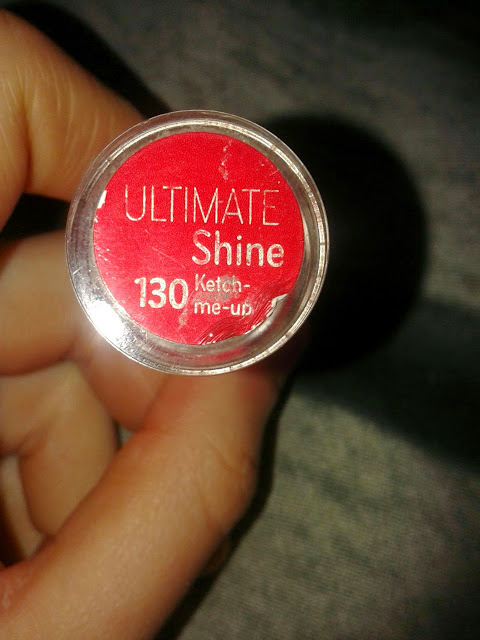 ULTIMATE
Shine
130 Ketch-
me-up